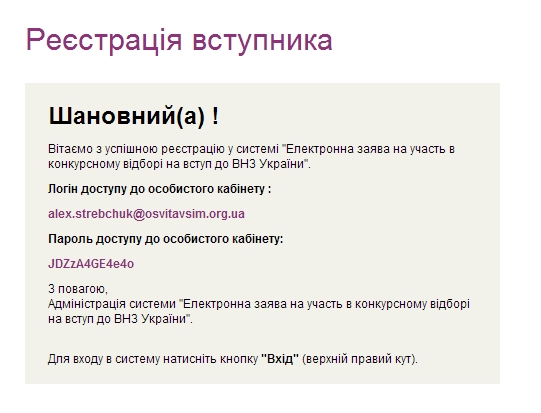 Реєстрація вступника
Шановний(а) !
Вітаємо з успішною реєстрацію у системі "Електронна заява на участь в
конкурсному відборі на вступ до ВНЗ України".
Логін доступу до особистого кабінету :
alex.strebchuk@osvitavsim.org.ua
Пароль доступу до особистого кабінету:
JDZzA4GE4e4o
З повагою,
Адміністрація системи "Електронна заява на участь в конкурсному відборі
на вступ до ВНЗ України".
Для входу в систему натисніть кнопку "Вхід" (верхній правий кут).